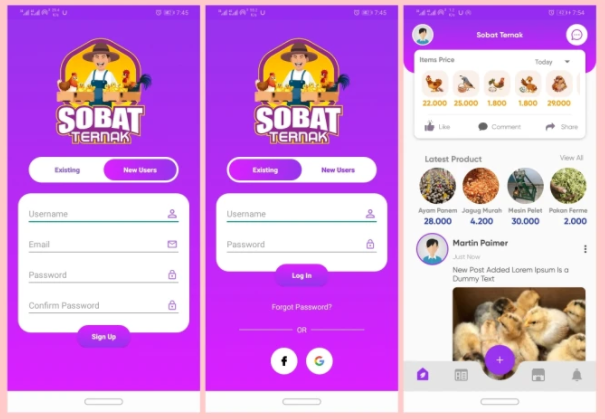 7:45
SOBAT
TERNAK
Existing
New Users
Username
Email
Password
Confirm Password
Sign Up
7:45
SOBAT
TERNAK
Existing
New Users
Username
Password
Log In
Forgot Password?
OR
f
G
7:54
Sobat Ternak
Items Price
Today
22.000 25.000 1.800 1.800 29.000
Like
Comment
Share
Latest Product
View All
Ayam Panen Jagug Murah Mesin Pelet Pakan Ferme
28.000 4.200 30.000 2.000
Martin Paimer
Just Now
New Post Added Lorem Ipsum Is a
Dummy Text